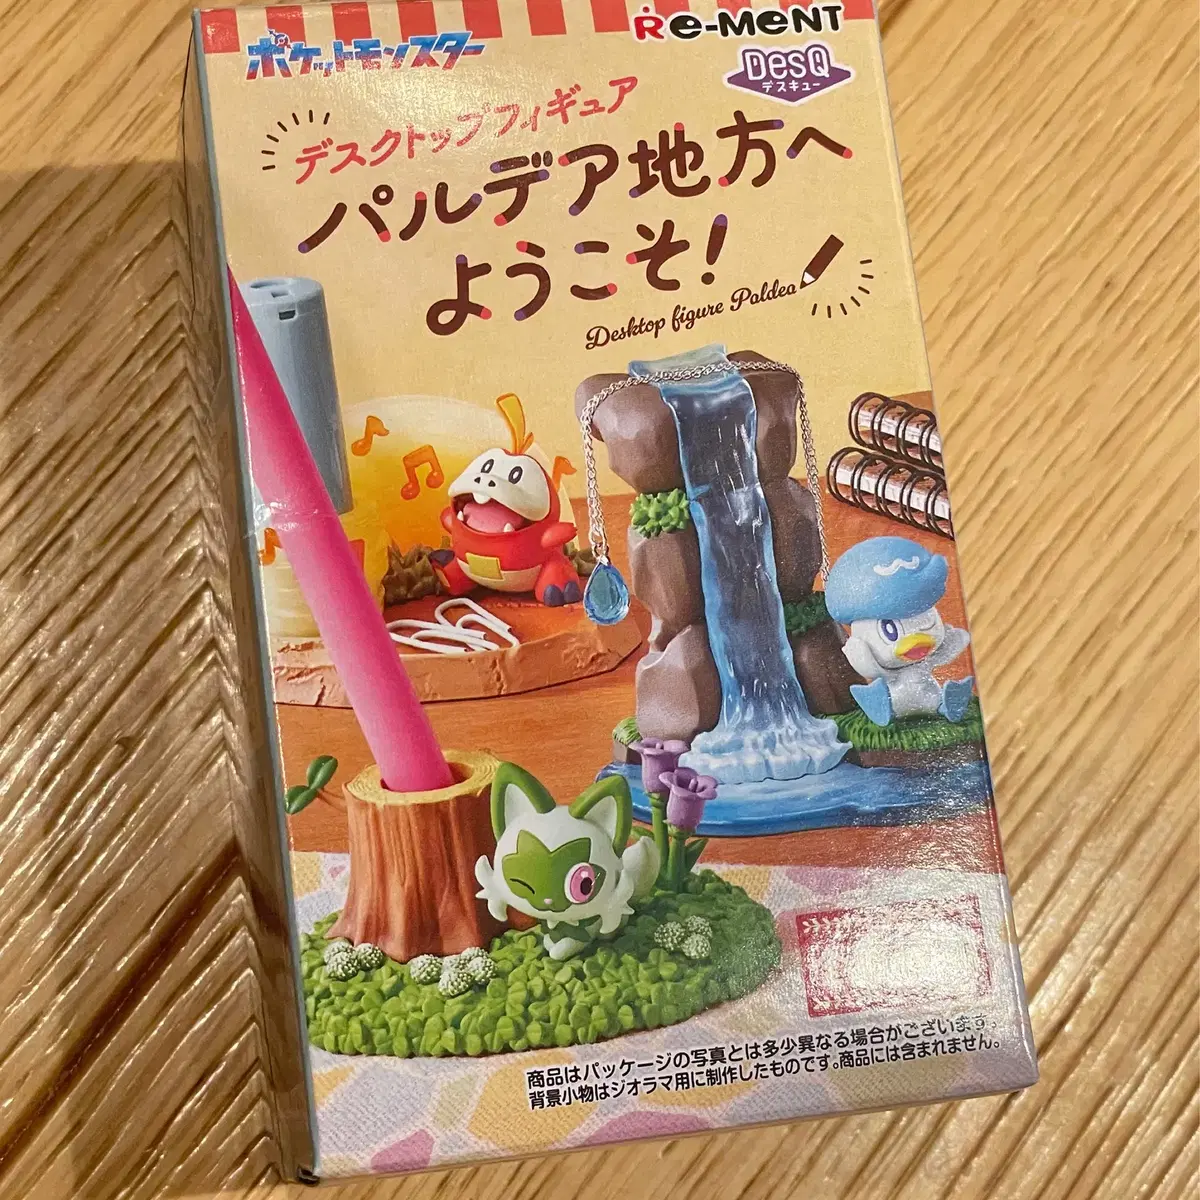 ポケットモンスター
Re-MeNT
DesQ
デスキュー
デスクトップフィギュア
パルデア地方へ
ようこそ!
Desktop figure Paldea
商品はパッケージの写真とは多少異なる場合がございます。
背景小物はジオラマ用に制作したものです。商品には含まれません。